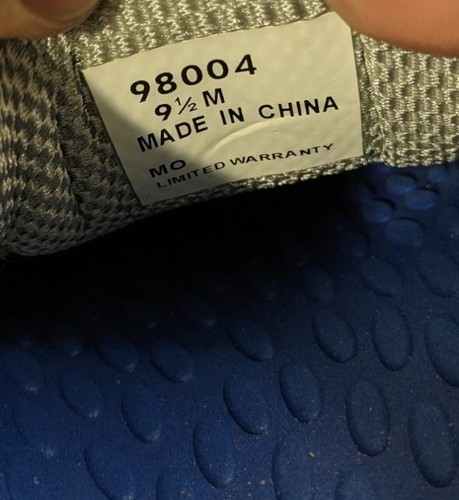 98004
9½ M
MADE IN CHINA
MO
LIMITED WARRANTY